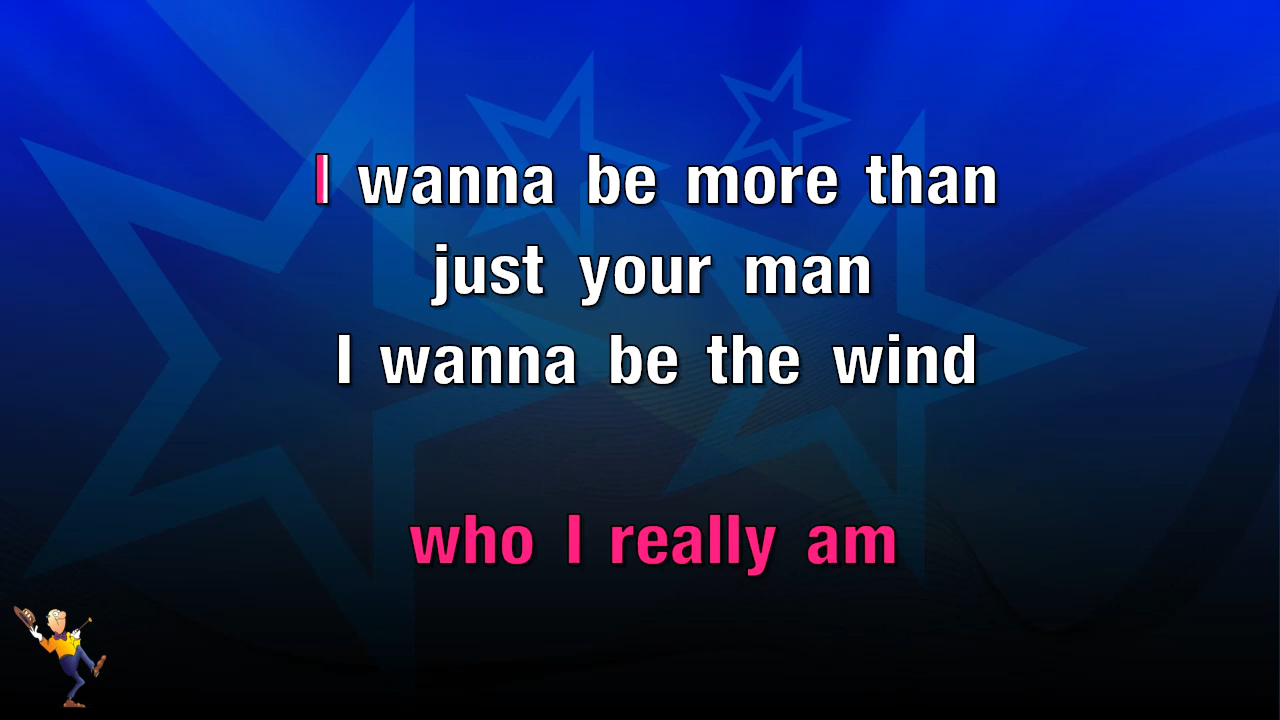 I wanna be more than
just your man
I wanna be the wind
who I really am